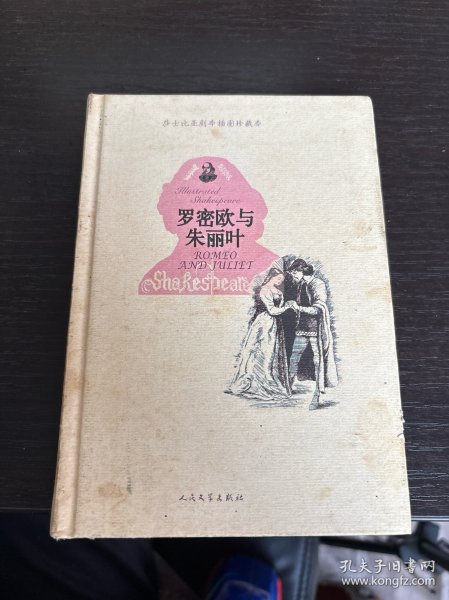 莎士比亚剧本插图珍藏本
Illustrated
Shakespeare
罗密欧与
朱丽叶
ROMEO
AND JULIET
Shakespeare
人民文学出版社
孔夫子旧书网
www.kongfz.com